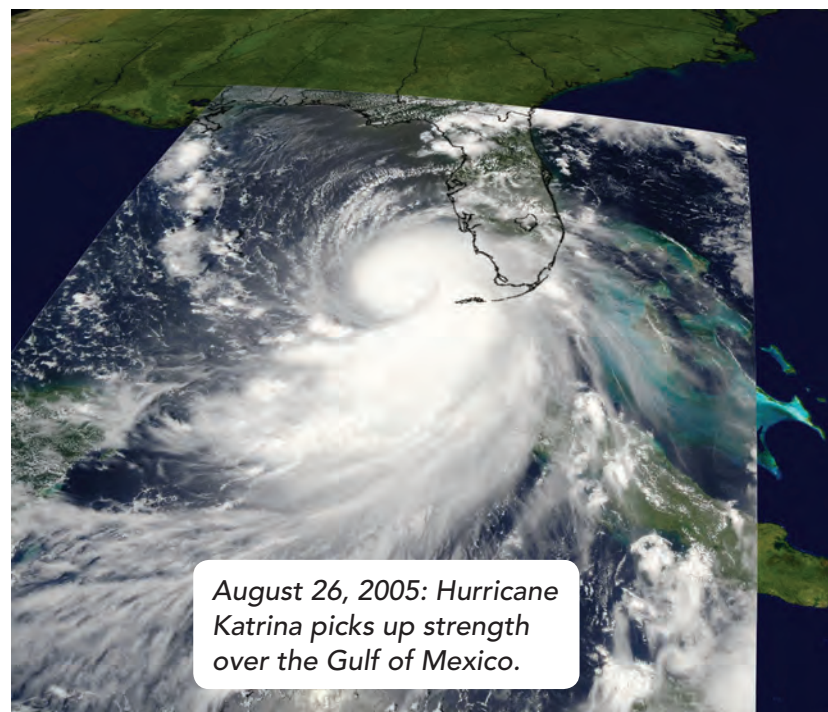 August 26, 2005: Hurricane
Katrina picks up strength
over the Gulf of Mexico.